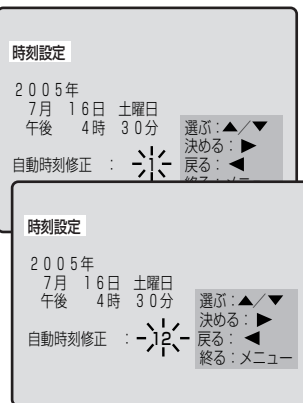 時刻設定
2005年
7月 16日 土曜日
午後 4時 30分
選ぶ：▲／▼
決める：▶
自動時刻修正 ： 1
戻る：◀
時刻設定
2005年
7月 16日 土曜日
午後 4時 30分
選ぶ：▲／▼
決める：▶
自動時刻修正 ： 12
戻る：◀
終る：メニュー